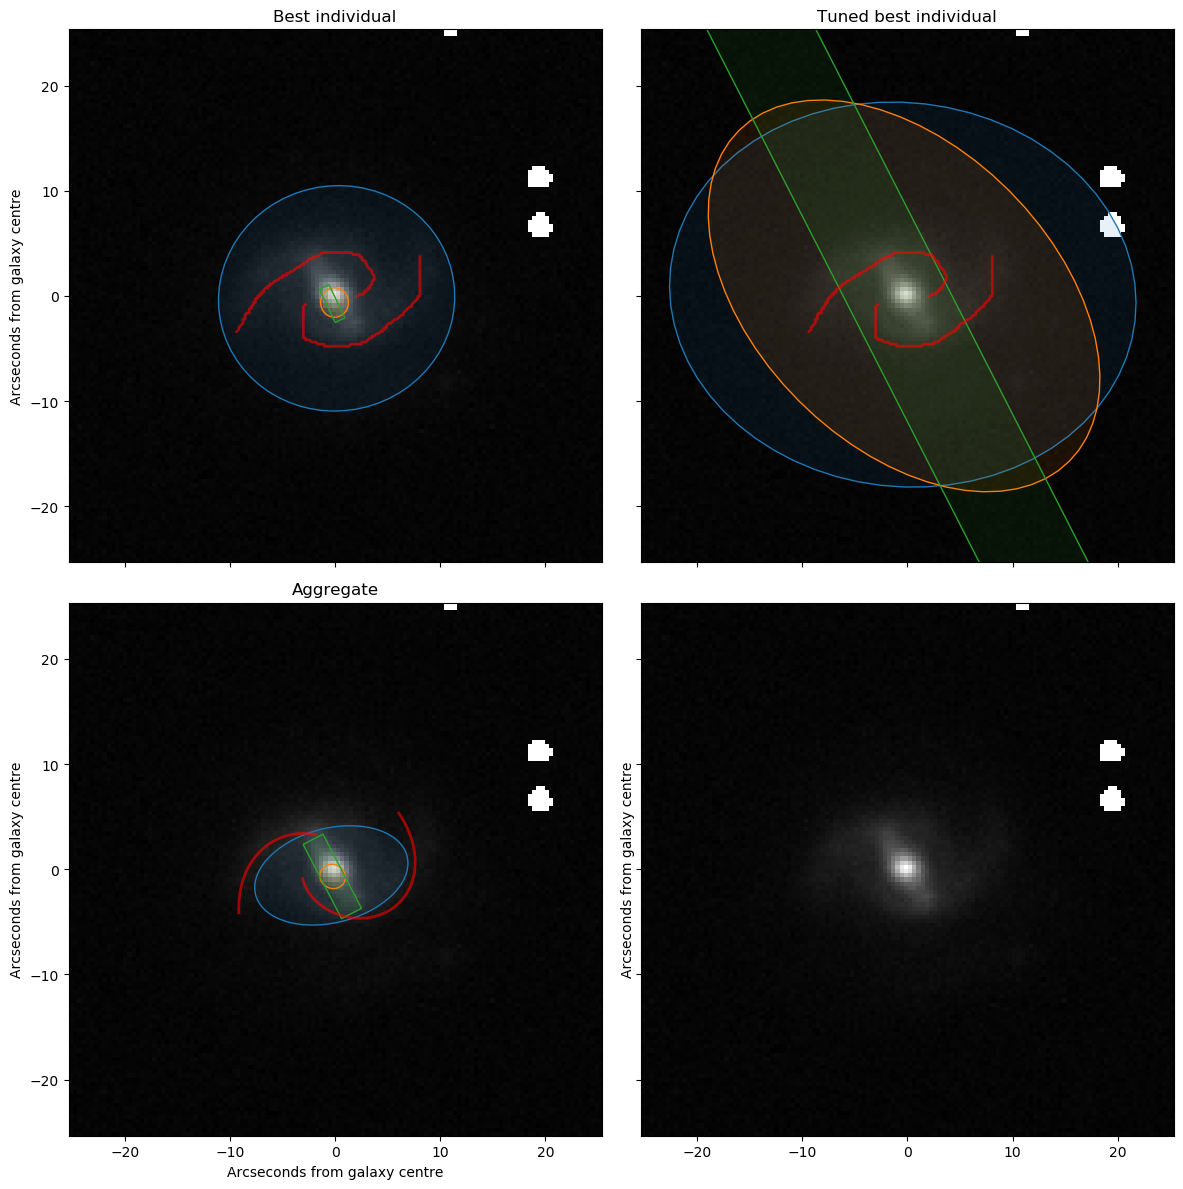 Best individual
Tuned best individual
20
10
0
−10
−20
Arcseconds from galaxy centre
Aggregate
20
10
0
−10
−20
Arcseconds from galaxy centre
Arcseconds from galaxy centre
−20 −10 0 10 20
−20 −10 0 10 20
Arcseconds from galaxy centre